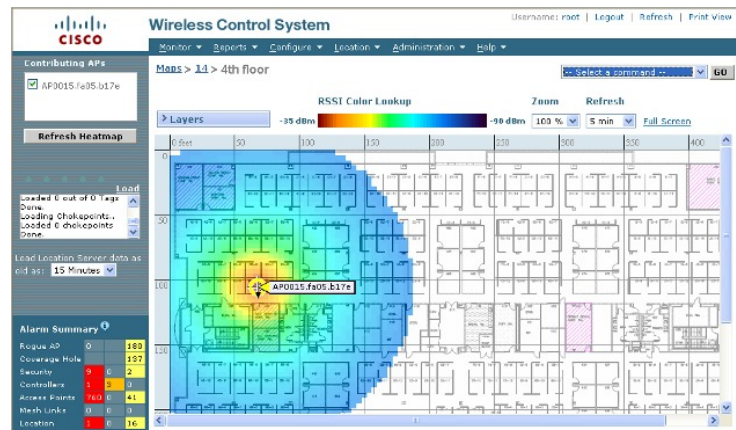 CISCO
Wireless Control System
Username: root | Logout | Refresh | Print View
Monitor Reports Configure Location Administration Help
Contributing APs
AP0015.fa05.b17e
Refresh Heatmap
Maps > 14 > 4th floor
-- Select a command -- GO
RSSI Color Lookup Zoom Refresh
Layers -35 dBm -90 dBm 100 % 5 min Full Screen
0 feet 50 100 150 200 250 300 350 400
0
50
100
150
AP0015.fa05.b17e
Load
Loaded 0 out of 0 Tags
Done.
Loading Chokepoints..
Loaded 0 chokepoints
Done.
Load Location Server data as
old as: 15 Minutes
Alarm Summary
Rogue AP 0 180
Coverage Hole 137
Security 9 0 2
Controllers 1 3 0
Access Points 760 0 41
Mesh Links 0 0 0
Location 1 0 16